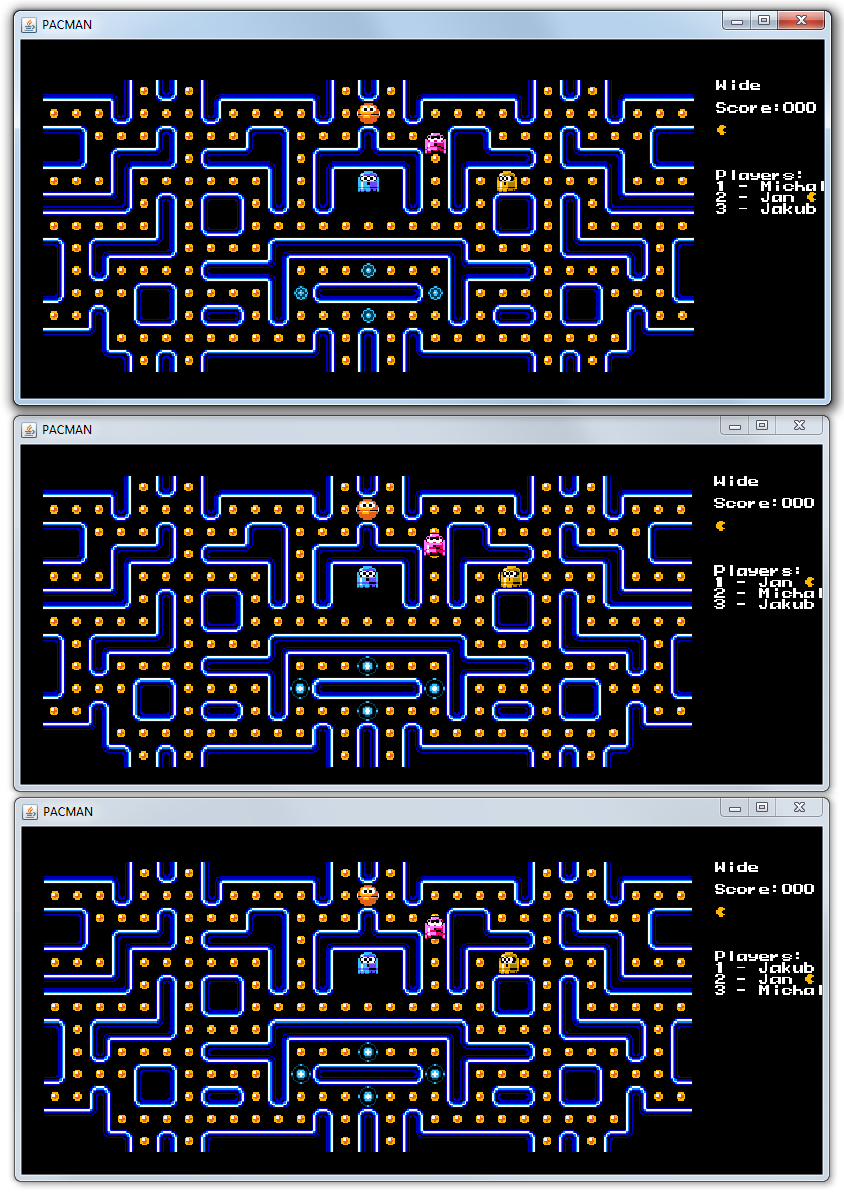 PACMAN
Wide
Score:000
Players:
1 - Michal
2 - Jan
3 - Jakub
PACMAN
Wide
Score:000
Players:
1 - Jan
2 - Michal
3 - Jakub
PACMAN
Wide
Score:000
Players:
1 - Jakub
2 - Jan
3 - Michal